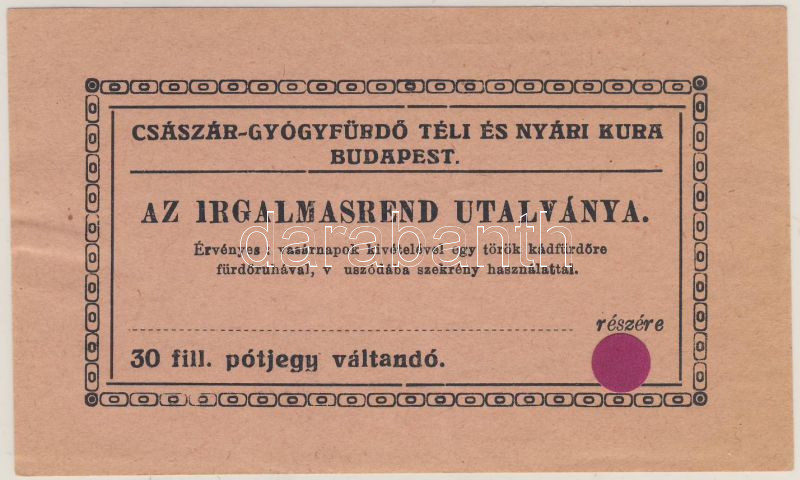 CSÁSZÁR-GYÓGYFÜRDŐ TÉLI ÉS NYÁRI KURA
BUDAPEST.
AZ IRGALMASREND UTALVÁNYA.
Érvényes: vasárnapok kivételével egy török kádfürdőre
fürdőruhával, v uszodába szekrény használattal.
részére
30 fill. pótjegy váltandó.
darabanth